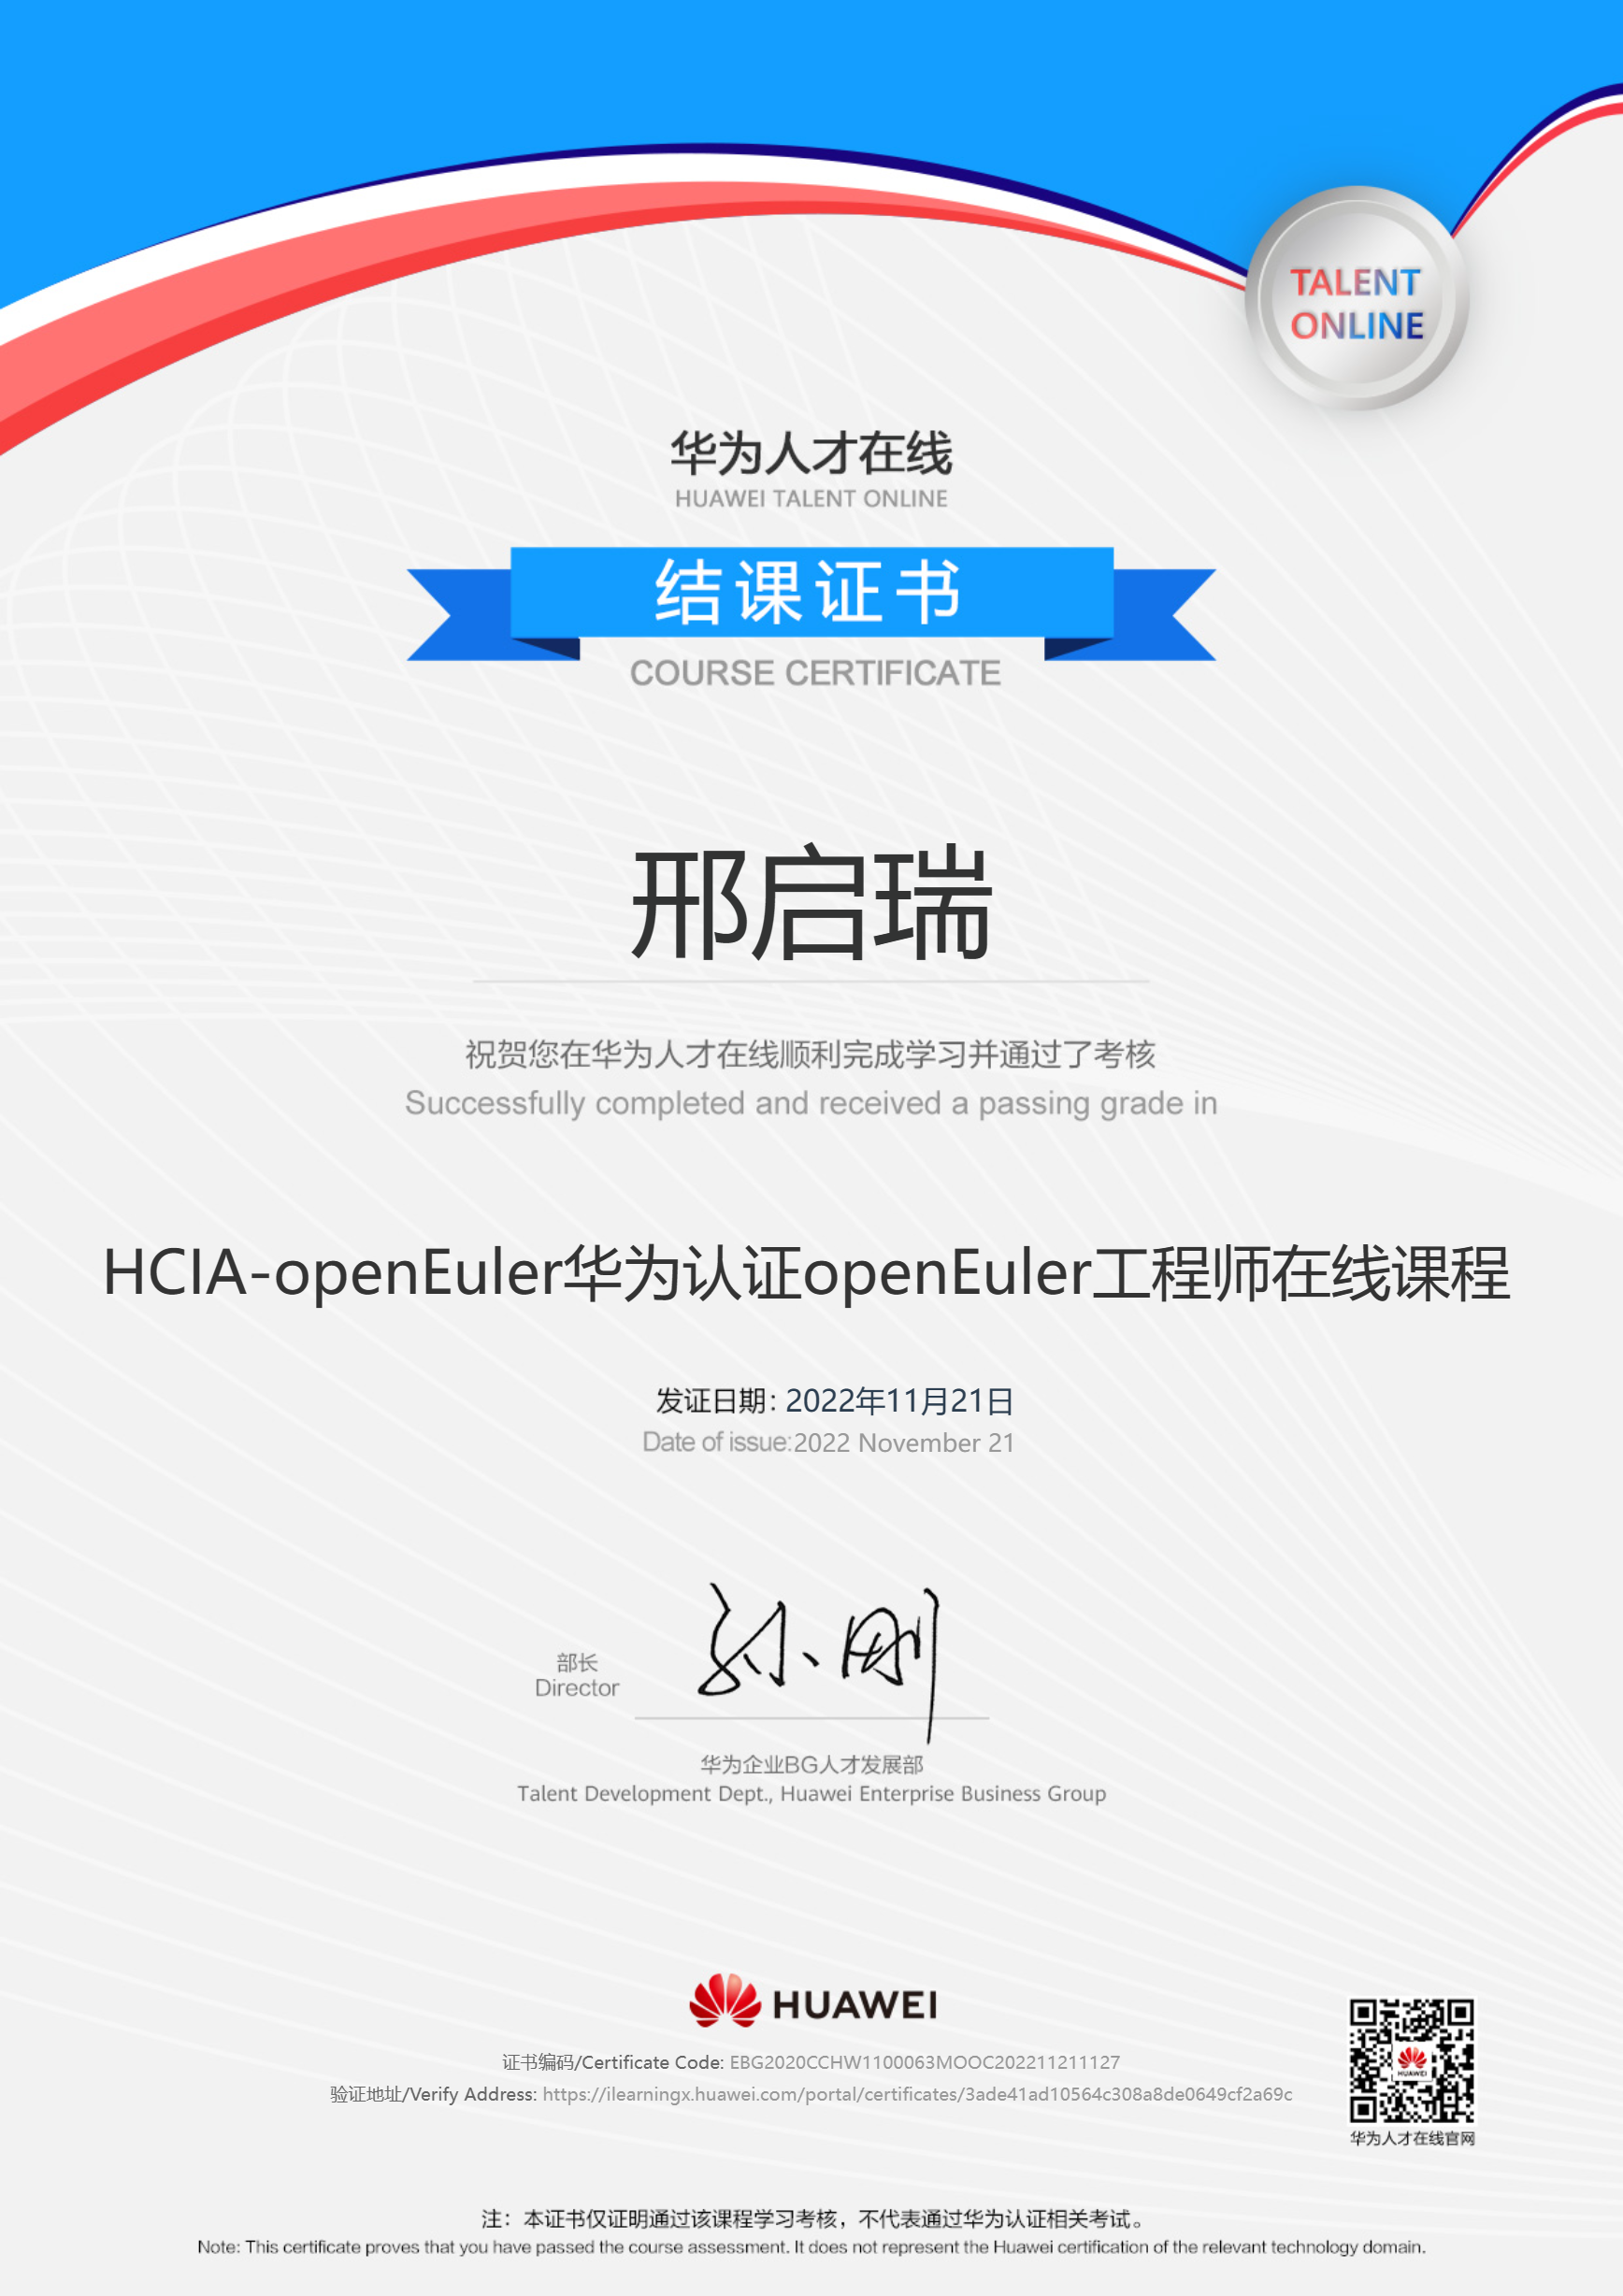 TALENT
ONLINE
华为人才在线
HUAWEI TALENT ONLINE
结课证书
COURSE CERTIFICATE
邢启瑞
祝贺您在华为人才在线顺利完成学习并通过了考核
Successfully completed and received a passing grade in
HCIA-openEuler华为认证openEuler工程师在线课程
发证日期：2022年11月21日
Date of issue:2022 November 21
孙刚
部长
Director
华为企业BG人才发展部
Talent Development Dept., Huawei Enterprise Business Group
HUAWEI
证书编码/Certificate Code: EBG2020CCHW1100063MOOC202211211127
验证地址/Verify Address: https://ilearningx.huawei.com/portal/certificates/3ade41ad10564c308a8de0649cf2a69c
HUAWEI
华为人才在线官网
注：本证书仅证明通过该课程学习考核，不代表通过华为认证相关考试。
Note: This certificate proves that you have passed the course assessment. It does not represent the Huawei certification of the relevant technology domain.